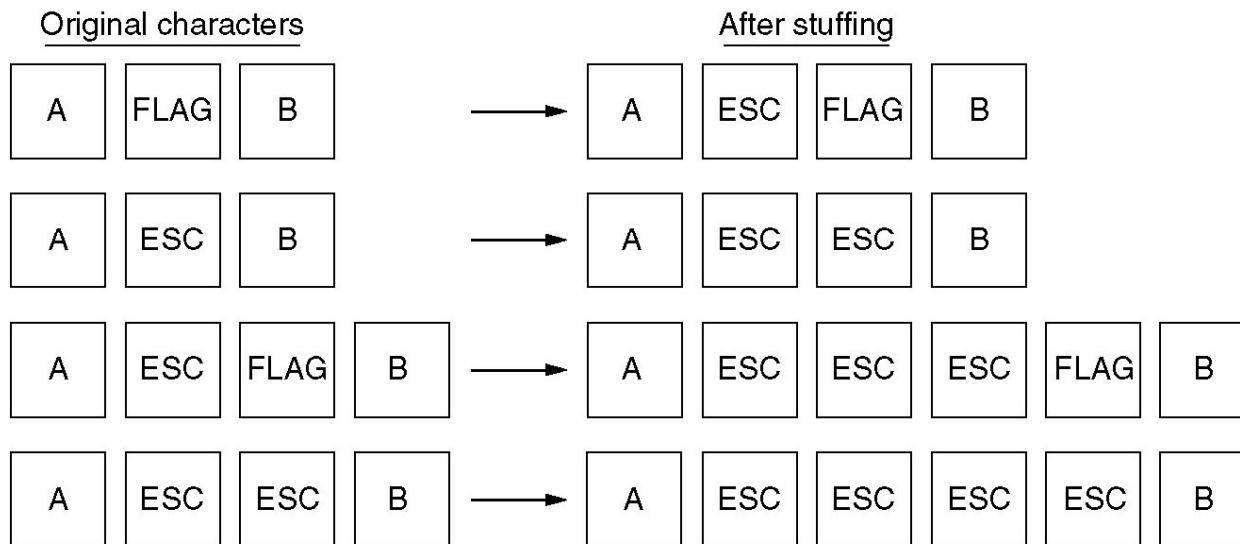 Original characters After stuffing
A FLAG B A ESC FLAG B
A ESC B A ESC ESC B
A ESC FLAG B A ESC ESC ESC FLAG B
A ESC ESC B A ESC ESC ESC ESC B